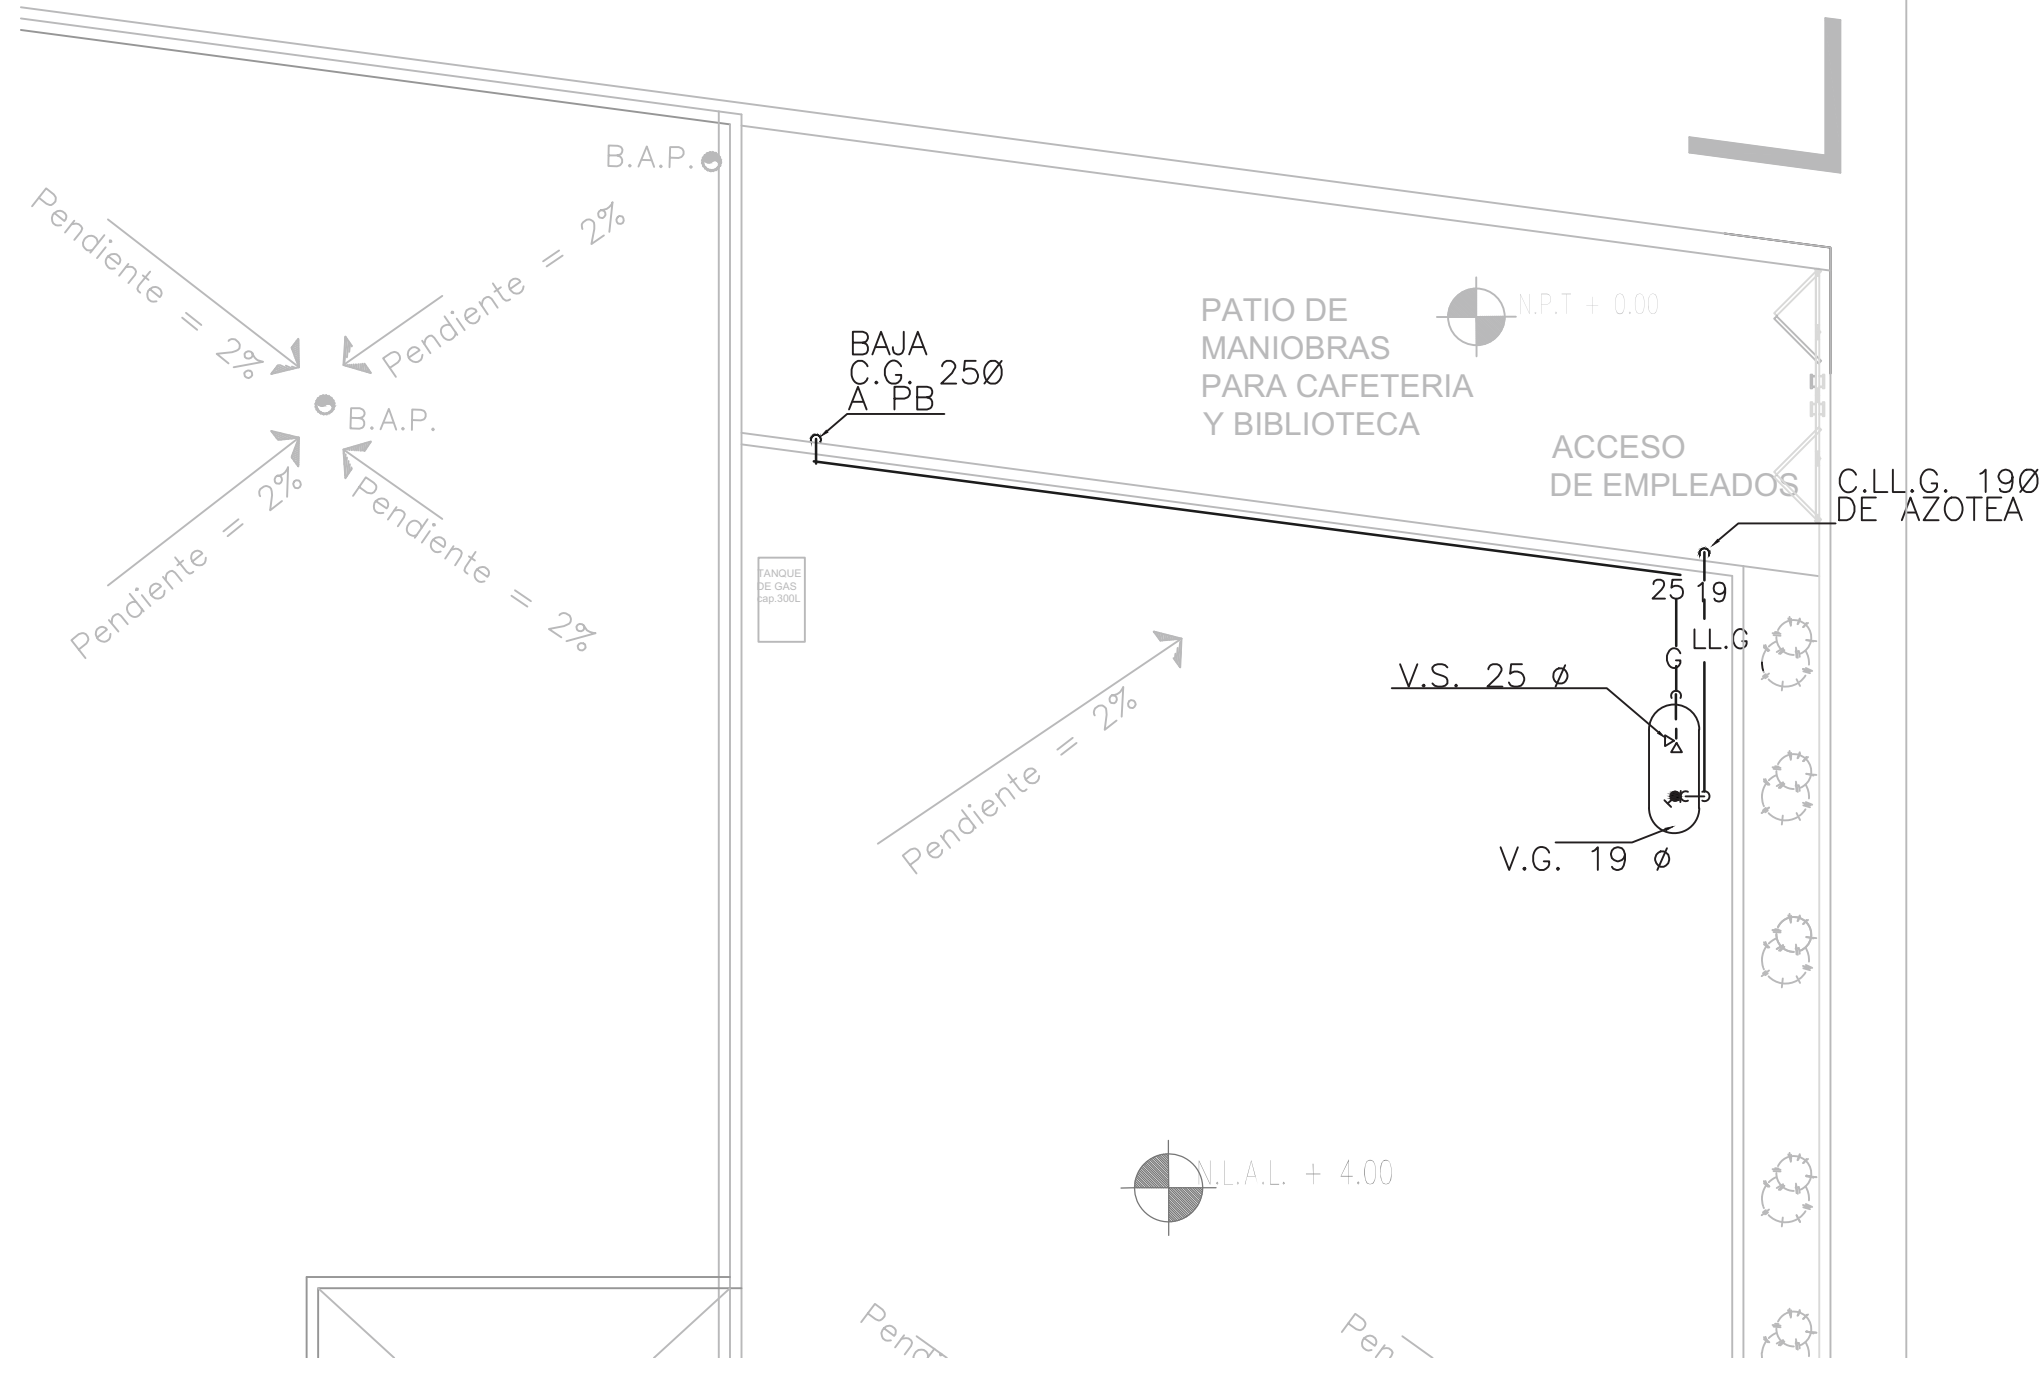 B.A.P.
Pendiente = 2%
Pendiente = 2%
B.A.P.
Pendiente = 2%
Pendiente = 2%
BAJA
C.G. 25Ø
A PB
PATIO DE
MANIOBRAS
PARA CAFETERIA
Y BIBLIOTECA
N.P.T + 0.00
ACCESO
DE EMPLEADOS
C.LL.G. 19Ø
DE AZOTEA
TANQUE
DE GAS
cap.300L
25 19
LL.G
G
V.S. 25 ø
Pendiente = 2%
V.G. 19 ø
N.L.A.L. + 4.00
Pendi
Pen